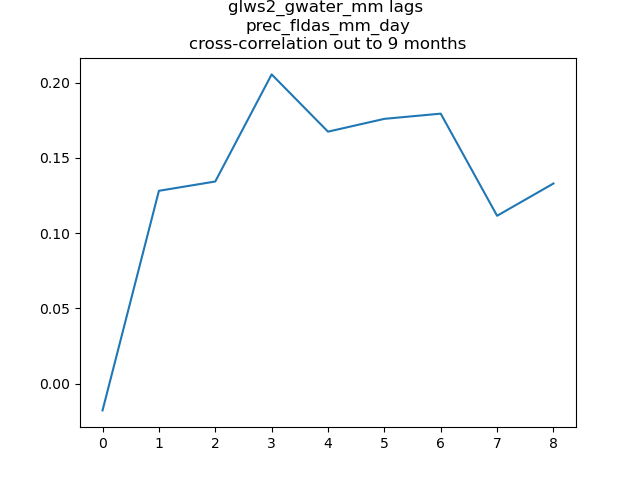 glws2_gwater_mm lags
prec_fldas_mm_day
cross-correlation out to 9 months
0.20
0.15
0.10
0.05
0.00
0 1 2 3 4 5 6 7 8